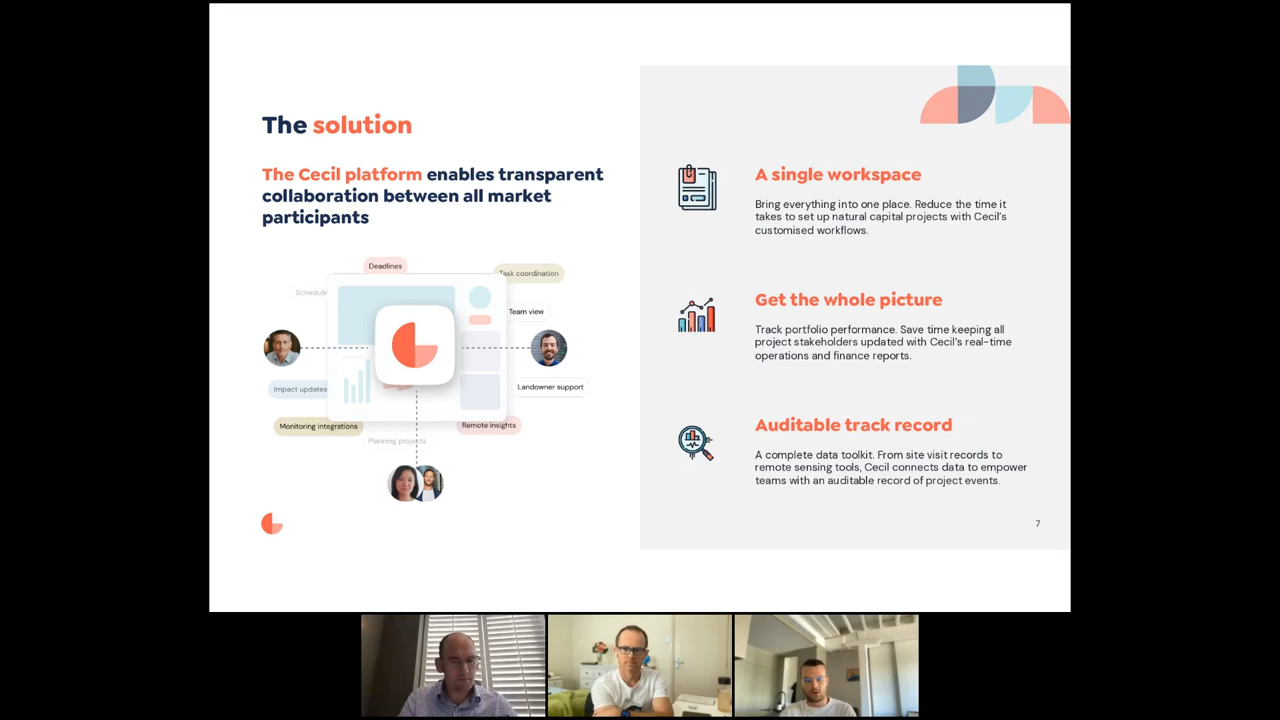 The solution
The Cecil platform enables transparent
collaboration between all market
participants
Deadlines
Task coordination
Team view
Impact updates
Landowner support
Monitoring integrations
Remote insights
Planning projects
A single workspace
Bring everything into one place. Reduce the time it
takes to set up natural capital projects with Cecil’s
customised workflows.
Get the whole picture
Track portfolio performance. Save time keeping all
project stakeholders updated with Cecil’s real-time
operations and finance reports.
Auditable track record
A complete data toolkit. From site visit records to
remote sensing tools, Cecil connects data to empower
teams with an auditable record of project events.
7